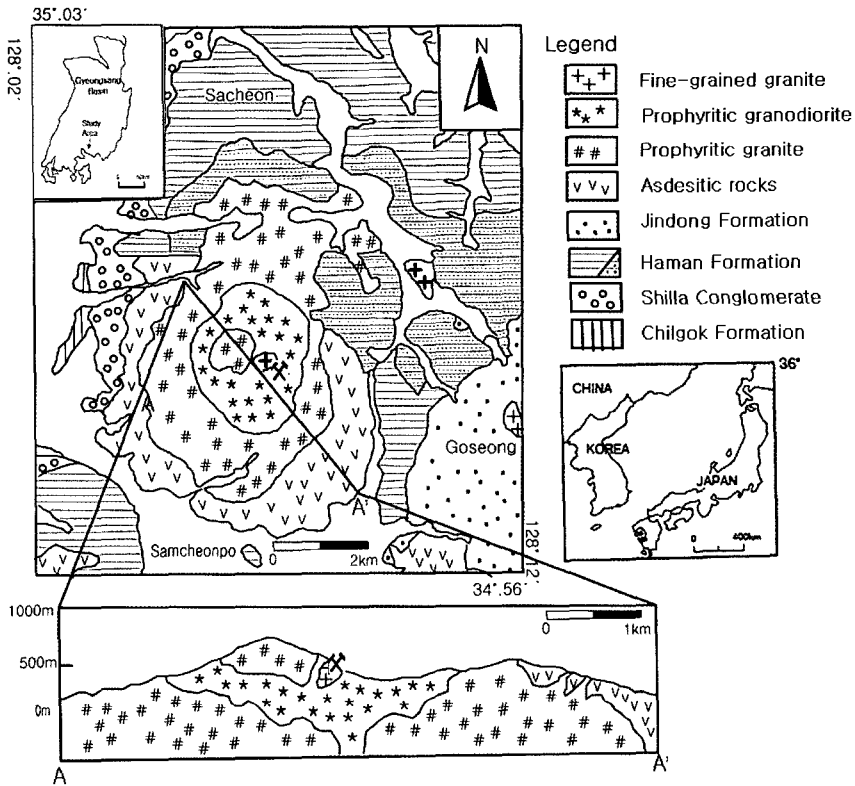 35°.03'
128°.02'
Gyeongsang
Basin
Study
Area
N
Sacheon
Goseong
A
A'
Samcheonpo
0 2km
128°.12'
34°.56'
Legend
Fine-grained granite
Prophyritic granodiorite
Prophyritic granite
Asdesitic rocks
Jindong Formation
Haman Formation
Shilla Conglomerate
Chilgok Formation
36°
CHINA
KOREA
JAPAN
0 400km
1000m
500m
0m
0 1km
A
A'